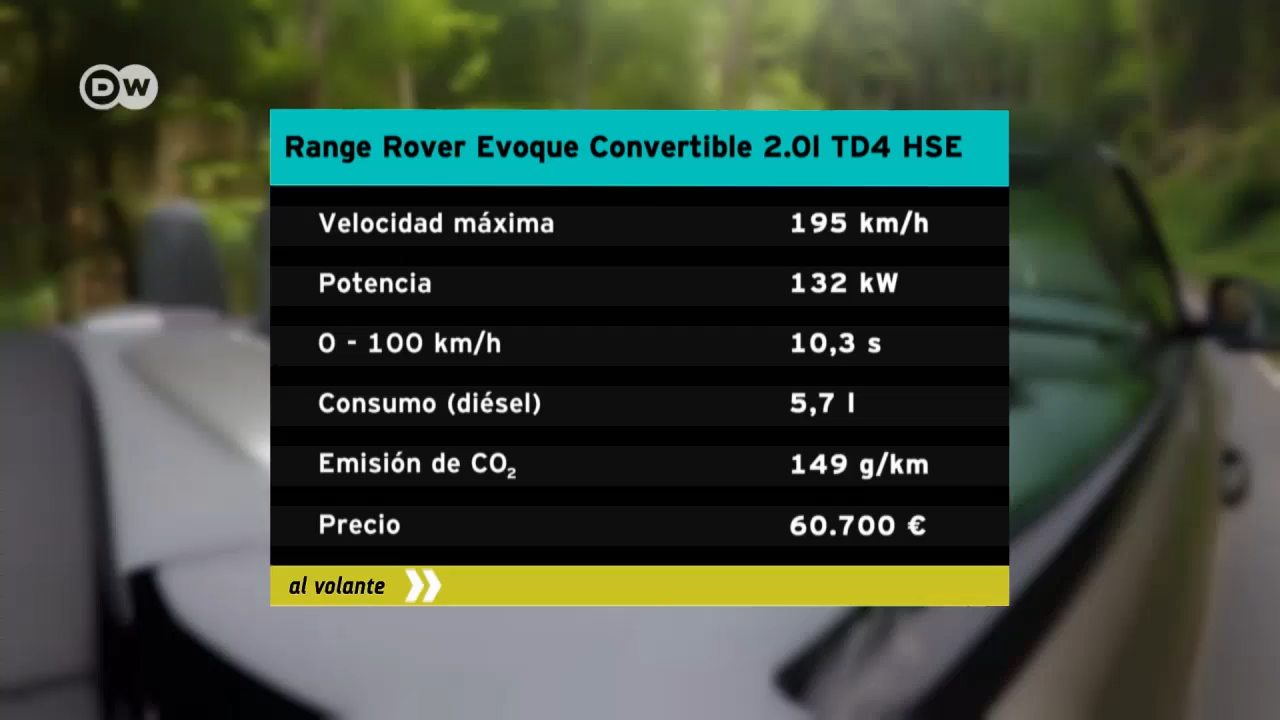 DW
Range Rover Evoque Convertible 2.0l TD4 HSE
Velocidad máxima 195 km/h
Potencia 132 kW
0 - 100 km/h 10,3 s
Consumo (diésel) 5,7 l
Emisión de CO₂ 149 g/km
Precio 60.700 €
al volante